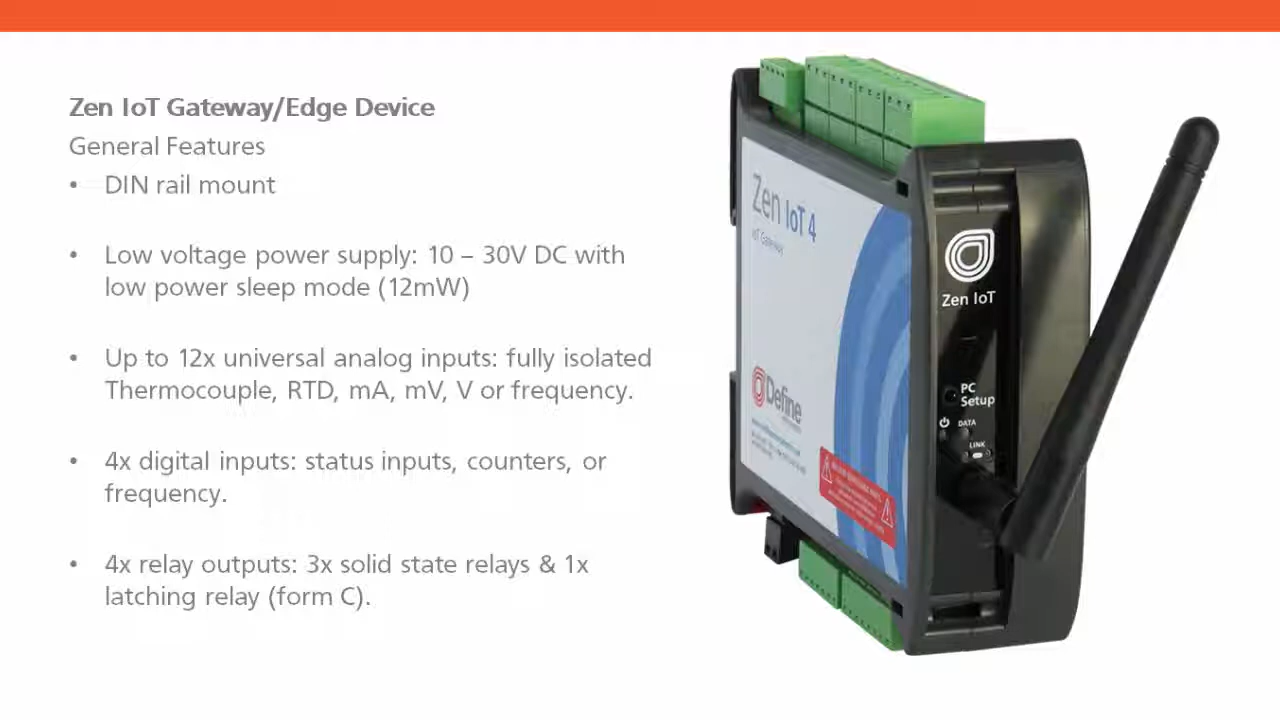 Zen IoT Gateway/Edge Device
General Features
• DIN rail mount
• Low voltage power supply: 10 – 30V DC with
low power sleep mode (12mW)
• Up to 12x universal analog inputs: fully isolated
Thermocouple, RTD, mA, mV, V or frequency.
• 4x digital inputs: status inputs, counters, or
frequency.
• 4x relay outputs: 3x solid state relays & 1x
latching relay (form C).
Zen IoT 4
IoT Gateway
Define
Zen IoT
PC
Setup
DATA
LINK